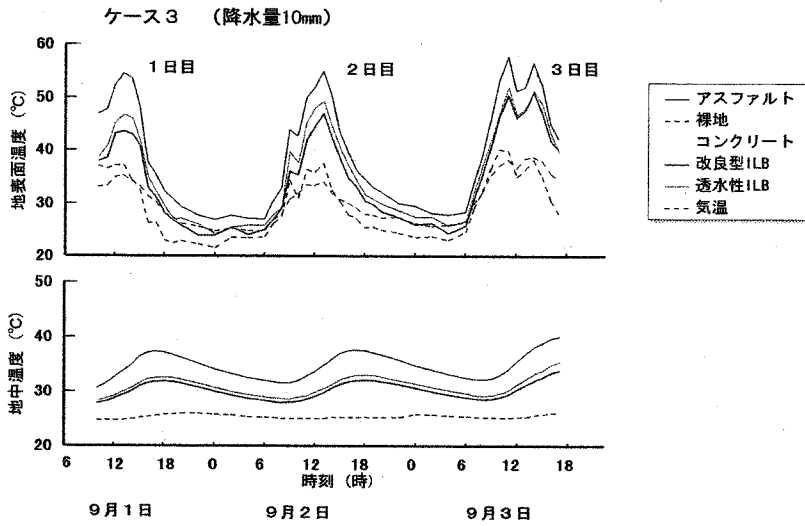 ケース3 (降水量10mm)
60
50
40
30
20
地表面温度 (℃)
1日目
2日目
3日目
アスファルト
裸地
コンクリート
改良型ILB
透水性ILB
気温
50
40
30
20
地中温度 (℃)
6 12 18 0 6 12 18 0 6 12 18
時刻 (時)
9月1日 9月2日 9月3日